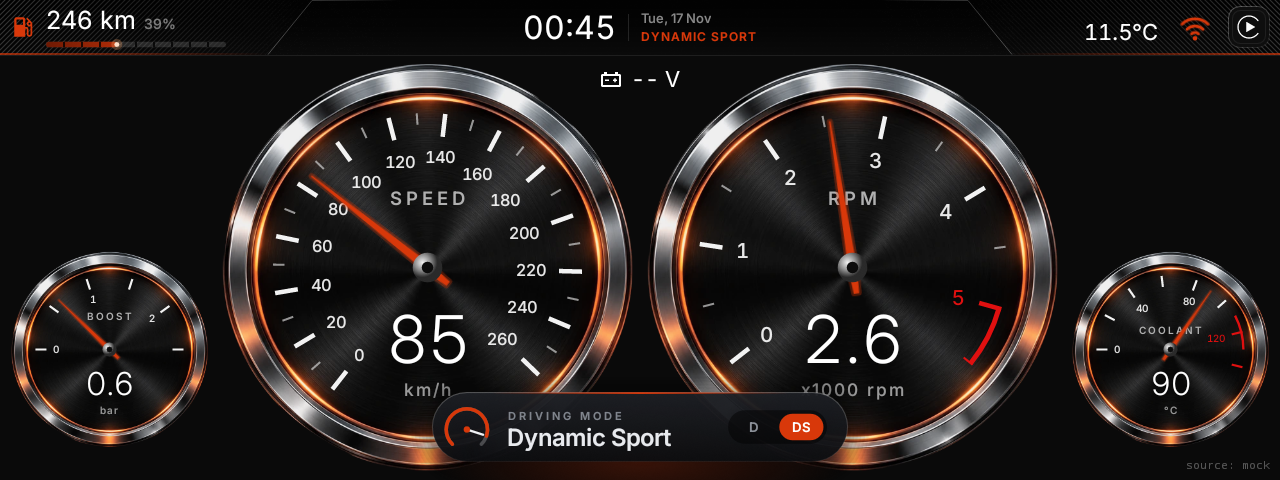 246 km 39%
00:45
Tue, 17 Nov
DYNAMIC SPORT
11.5°C
-- V
0
20
40
60
80
100
120
140
160
180
200
220
240
260
SPEED
85
km/h
0
1
2
3
4
5
RPM
2.6
x1000 rpm
0
1
2
BOOST
0.6
bar
0
40
80
120
COOLANT
90
°C
DRIVING MODE
Dynamic Sport
D DS
source: mock